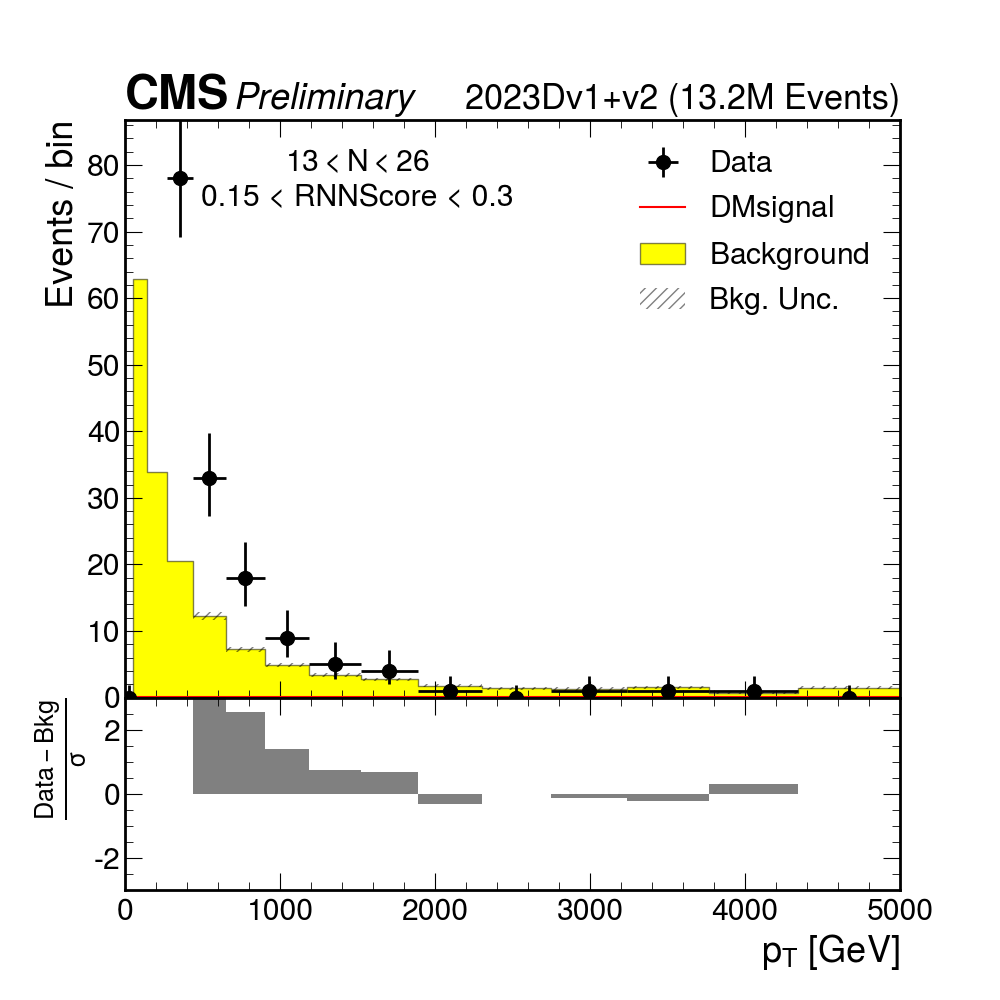 CMS Preliminary 2023Dv1+v2 (13.2M Events)
Events / bin
13 < N < 26
0.15 < RNNScore < 0.3
Data
DMsignal
Background
Bkg. Unc.
80
70
60
50
40
30
20
10
0
Data – Bkg
σ
2
0
-2
0 1000 2000 3000 4000 5000
pT [GeV]